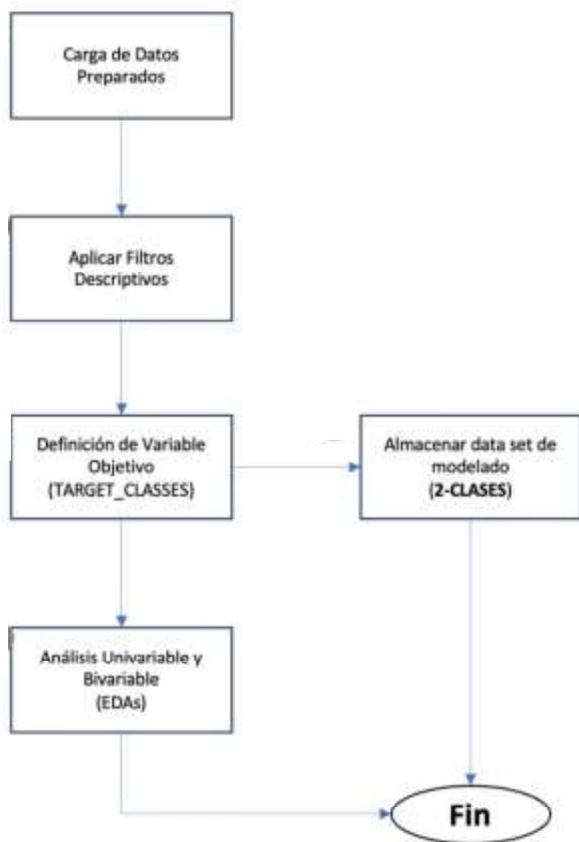 Carga de Datos
Preparados
Aplicar Filtros
Descriptivos
Definición de Variable
Objetivo
(TARGET_CLASSES)
Almacenar data set de
modelado
(2-CLASES)
Análisis Univariable y
Bivariable
(EDAs)
Fin